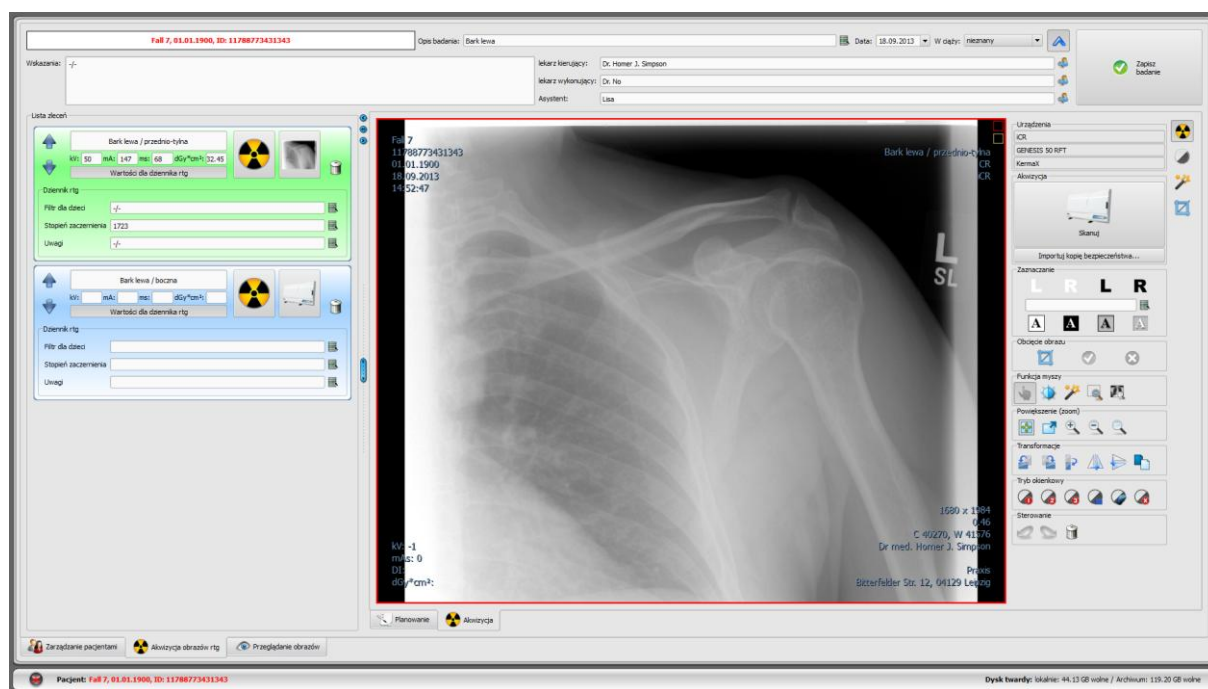 Fall 7, 01.01.1900, ID: 11788773431343
Opis badania: Bark lewa
Data: 18.09.2013
W ciąży: nieznany
Wskazania: -/-
lekarz kierujący: Dr. Homer J. Simpson
lekarz wykonujący: Dr. No
Asystent: Lisa
Zapisz
badanie
Lista zleceń
Bark lewa / przednio-tylna
kV: 50 mA: 147 ms: 68 dGy*cm²: 32.45
Wartości dla dziennika rtg
Dziennik rtg
Filtr dla dzieci -/-
Stopień zaczernienia 1723
Uwagi -/-
Bark lewa / boczna
kV: mA: ms: dGy*cm²:
Wartości dla dziennika rtg
Dziennik rtg
Filtr dla dzieci
Stopień zaczernienia
Uwagi
Fall 7
11788773431343
01.01.1900
18.09.2013
14:52:47
Bark lewa / przednio-tylna
CR
iCR
L
SL
kV: -1
mAs: 0
DI:
dGy*cm²:
1680 x 1984
0.46
C 40270, W 41576
Dr med. Homer J. Simpson
Praxis
Bitterfelder Str. 12, 04129 Leipzig
Urządzenia
iCR
GENESIS 50 RFT
KermaX
Akwizycja
Skanuj
Importuj kopię bezpieczeństwa...
Zaznaczanie
L R L R
A A A A
Obcięcie obrazu
Funkcja myszy
Powiększenie (zoom)
Transformacje
Tryb okienkowy
Sterowanie
Planowanie
Akwizycja
Zarządzanie pacjentami
Akwizycja obrazów rtg
Przeglądanie obrazów
Pacjent: Fall 7, 01.01.1900, ID: 11788773431343
Dysk twardy: lokalnie: 44.13 GB wolne / Archiwum: 119.20 GB wolne